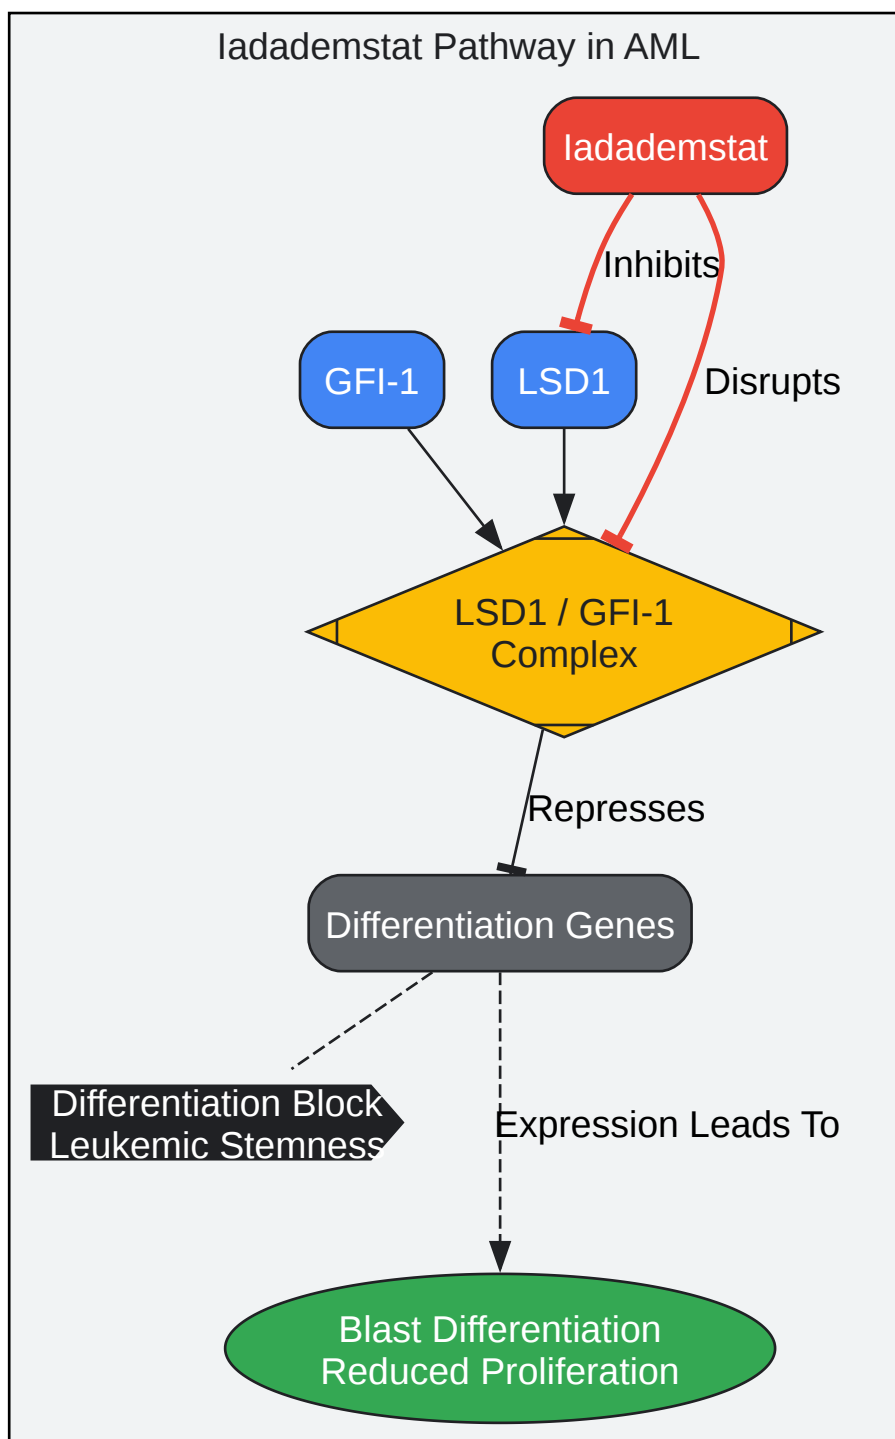 Iadademstat Pathway in AML
Iadademstat
Inhibits
GFI-1
LSD1
Disrupts
LSD1 / GFI-1
Complex
Represses
Differentiation Genes
Differentiation Block
Leukemic Stemness
Expression Leads To
Blast Differentiation
Reduced Proliferation